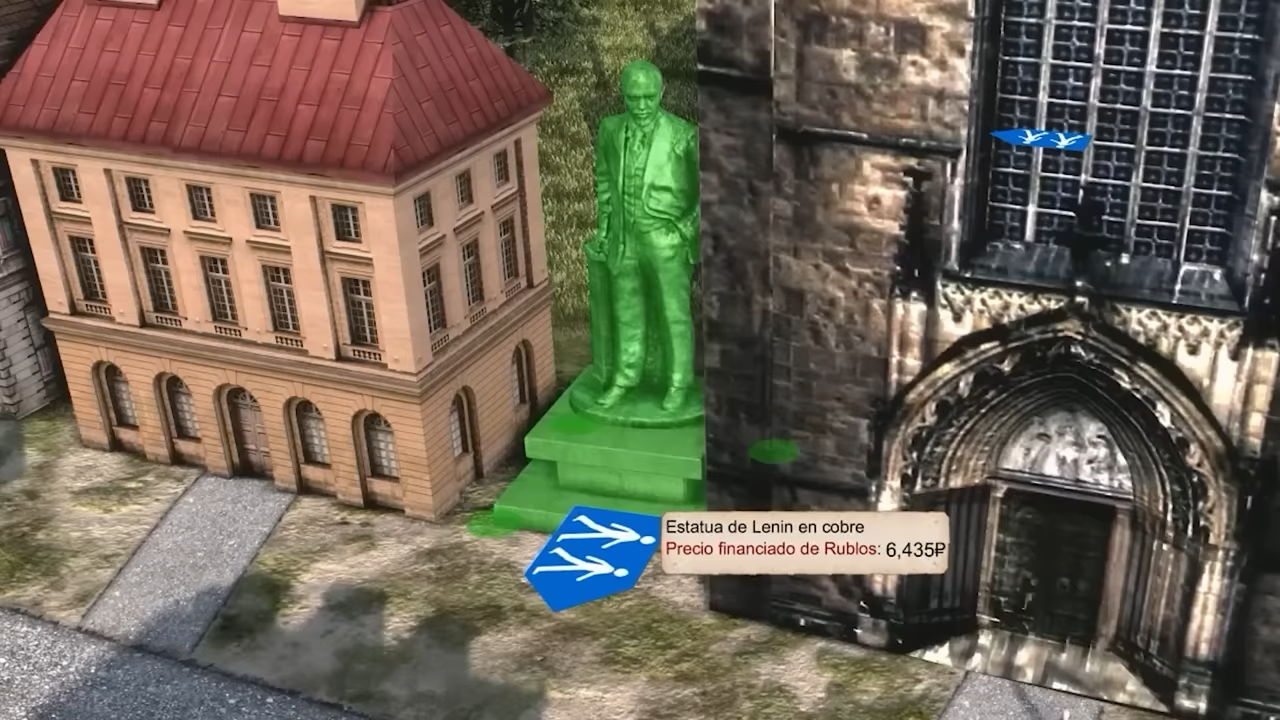 Estatua de Lenin en cobre
Precio financiado de Rublos: 6,435₽